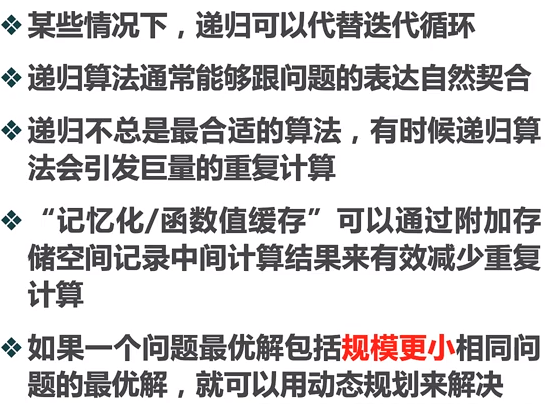 ❖某些情况下，递归可以代替迭代循环
❖递归算法通常能够跟问题的表达自然契合
❖递归不总是最合适的算法，有时候递归算
法会引发巨量的重复计算
❖“记忆化/函数值缓存”可以通过附加存
储空间记录中间计算结果来有效减少重复
计算
❖如果一个问题最优解包括规模更小相同问
题的最优解，就可以用动态规划来解决